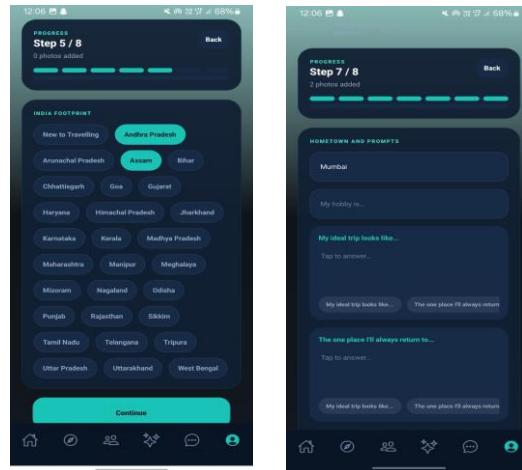 12:06 68%
PROGRESS
Step 5 / 8
Back
0 photos added
INDIA FOOTPRINT
New to Travelling Andhra Pradesh
Arunachal Pradesh Assam Bihar
Chhattisgarh Goa Gujarat
Haryana Himachal Pradesh Jharkhand
Karnataka Kerala Madhya Pradesh
Maharashtra Manipur Meghalaya
Mizoram Nagaland Odisha
Punjab Rajasthan Sikkim
Tamil Nadu Telangana Tripura
Uttar Pradesh Uttarakhand West Bengal
Continue
12:06 68%
PROGRESS
Step 7 / 8
Back
2 photos added
HOMETOWN AND PROMPTS
Mumbai
My hobby is...
My ideal trip looks like...
Tap to answer...
My ideal trip looks like... The one place I'll always return
The one place I'll always return to...
Tap to answer...
My ideal trip looks like... The one place I'll always return